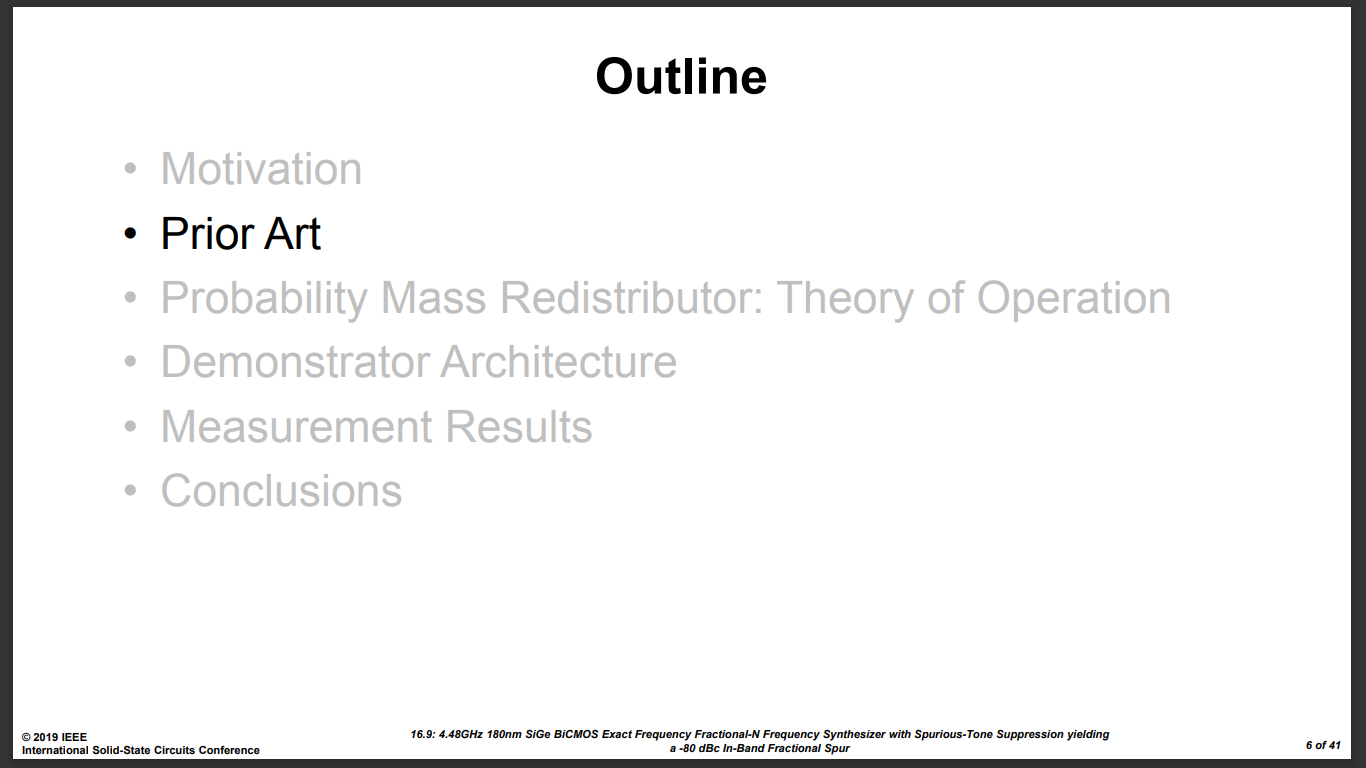 Outline
• Motivation
• Prior Art
• Probability Mass Redistributor: Theory of Operation
• Demonstrator Architecture
• Measurement Results
• Conclusions
© 2019 IEEE
International Solid-State Circuits Conference
16.9: 4.48GHz 180nm SiGe BiCMOS Exact Frequency Fractional-N Frequency Synthesizer with Spurious-Tone Suppression yielding
a -80 dBc In-Band Fractional Spur
6 of 41